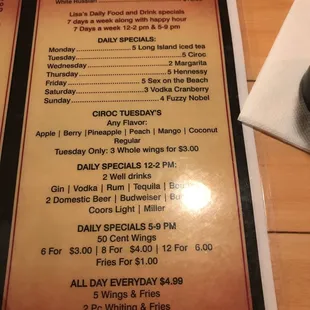 White Russian
Lisa's Daily Food and Drink specials
7 days a week along with happy hour
7 Days a week 12-2 pm & 5-9 pm
DAILY SPECIALS:
Monday 5 Long Island iced tea
Tuesday 5 Ciroc
Wednesday 2 Margarita
Thursday 5 Hennessy
Friday 5 Sex on the Beach
Saturday 3 Vodka Cranberry
Sunday 4 Fuzzy Nobel
CIROC TUESDAY'S
Any Flavor:
Apple | Berry | Pineapple | Peach | Mango | Coconut
Regular
Tuesday Only: 3 Whole wings for $3.00
DAILY SPECIALS 12-2 PM:
2 Well drinks
Gin | Vodka | Rum | Tequila |
2 Domestic Beer | Budweiser |
Coors Light | Miller
DAILY SPECIALS 5-9 PM
50 Cent Wings
6 For $3.00 | 8 For $4.00 | 12 For 6.00
Fries For $1.00
ALL DAY EVERYDAY $4.99
5 Wings & Fries
2 Pc Whiting & Fries